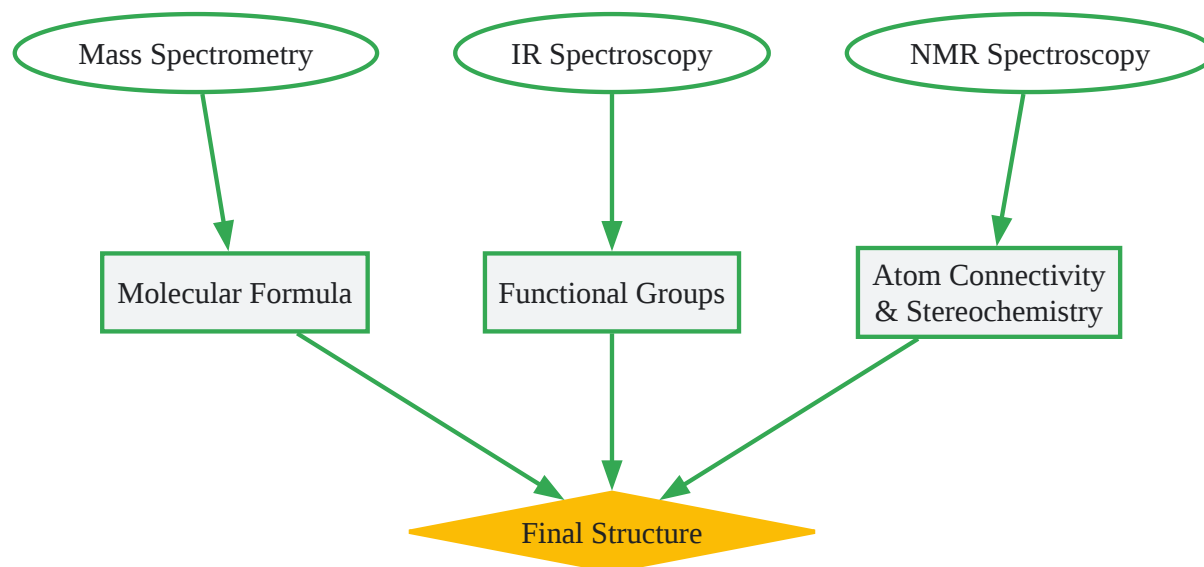 Mass Spectrometry
IR Spectroscopy
NMR Spectroscopy
Molecular Formula
Functional Groups
Atom Connectivity
& Stereochemistry
Final Structure